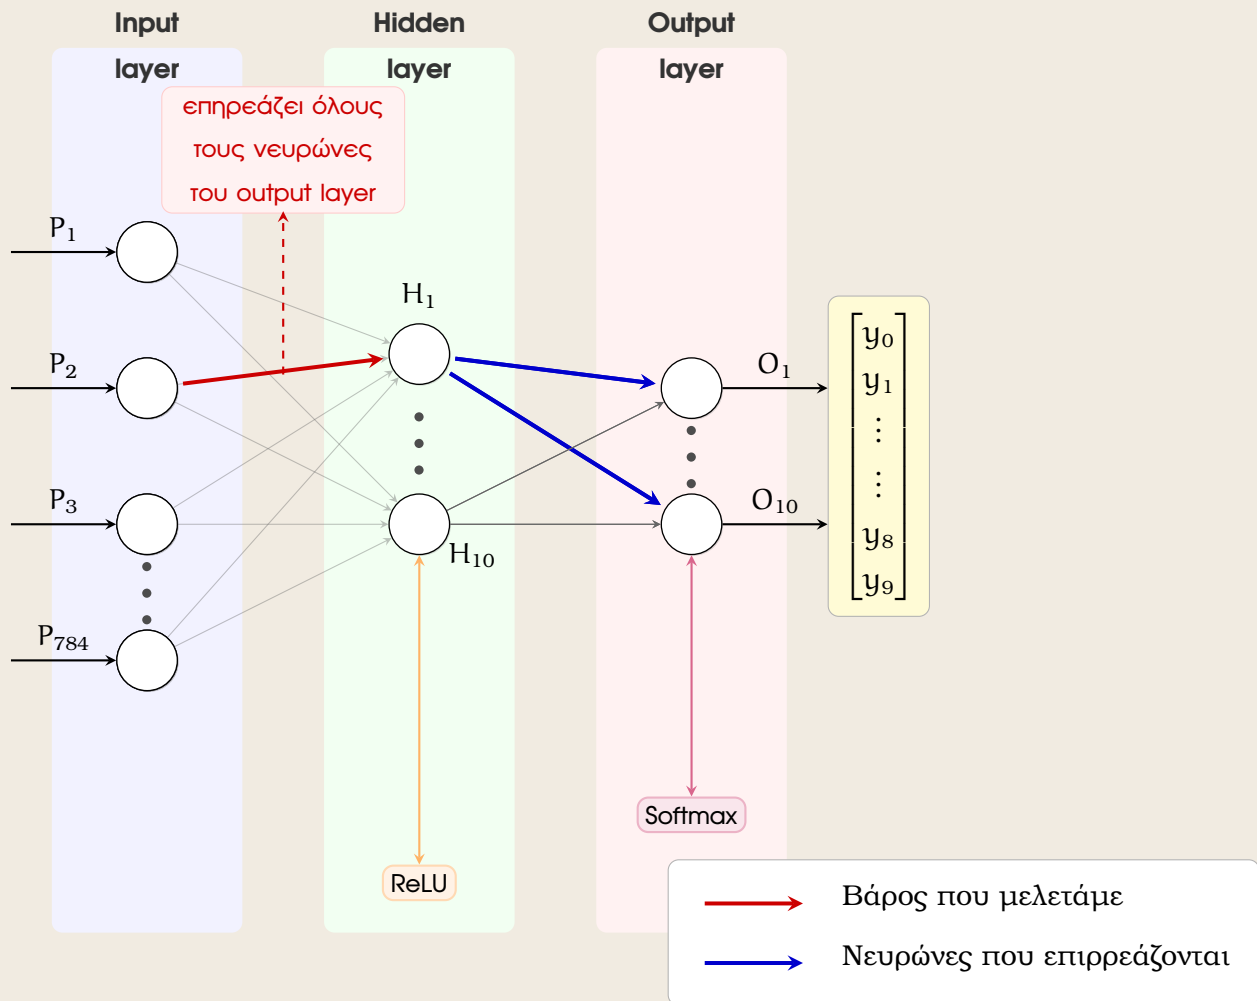 Input
layer
Hidden
layer
Output
layer
επηρεάζει όλους
τους νευρώνες
του output layer
P₁
P₂
P₃
P₇₈₄
H₁
H₁₀
O₁
O₁₀
y₀
y₁
⋮
⋮
y₈
y₉
Softmax
ReLU
Βάρος που μελετάμε
Νευρώνες που επιρρεάζονται